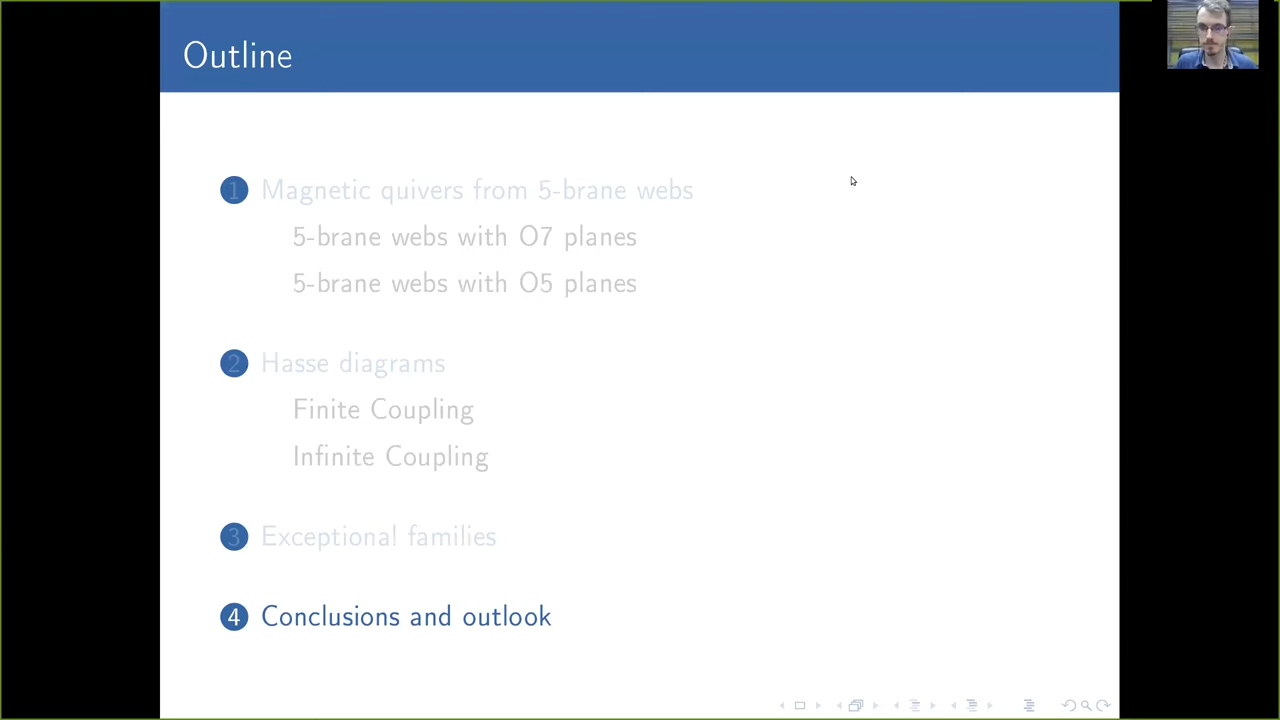 Outline
1 Magnetic quivers from 5-brane webs
5-brane webs with O7 planes
5-brane webs with O5 planes
2 Hasse diagrams
Finite Coupling
Infinite Coupling
3 Exceptional families
4 Conclusions and outlook